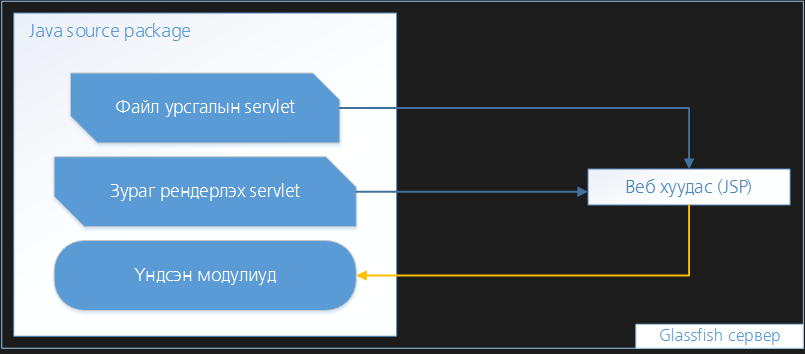 Java source package
Файл урсгалын servlet
Зураг рендерлэх servlet
Веб хуудас (JSP)
Үндсэн модулиуд
Glassfish сервер